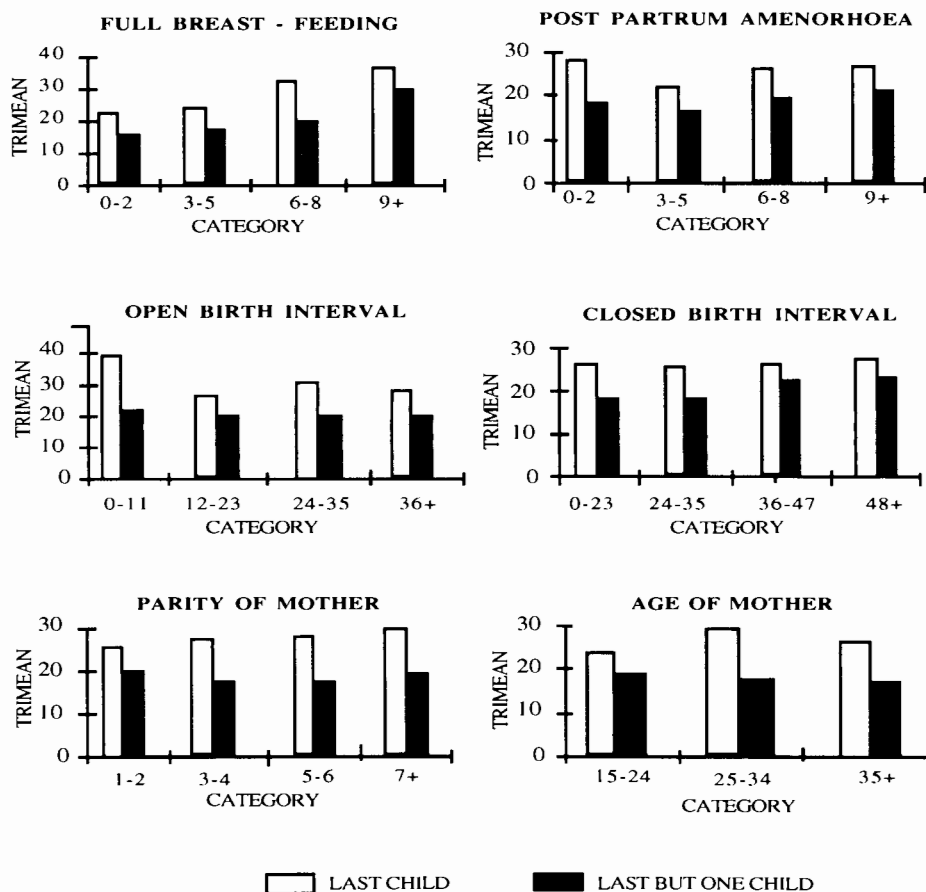 FULL BREAST - FEEDING
TRIMEAN
40
30
20
10
0
0-2 3-5 6-8 9+
CATEGORY
POST PARTRUM AMENORHOEA
TRIMEAN
30
20
10
0
0-2 3-5 6-8 9+
CATEGORY
OPEN BIRTH INTERVAL
TRIMEAN
40
30
20
10
0
0-11 12-23 24-35 36+
CATEGORY
CLOSED BIRTH INTERVAL
TRIMEAN
30
20
10
0
0-23 24-35 36-47 48+
CATEGORY
PARITY OF MOTHER
TRIMEAN
30
20
10
0
1-2 3-4 5-6 7+
CATEGORY
AGE OF MOTHER
TRIMEAN
30
20
10
0
15-24 25-34 35+
CATEGORY
LAST CHILD LAST BUT ONE CHILD